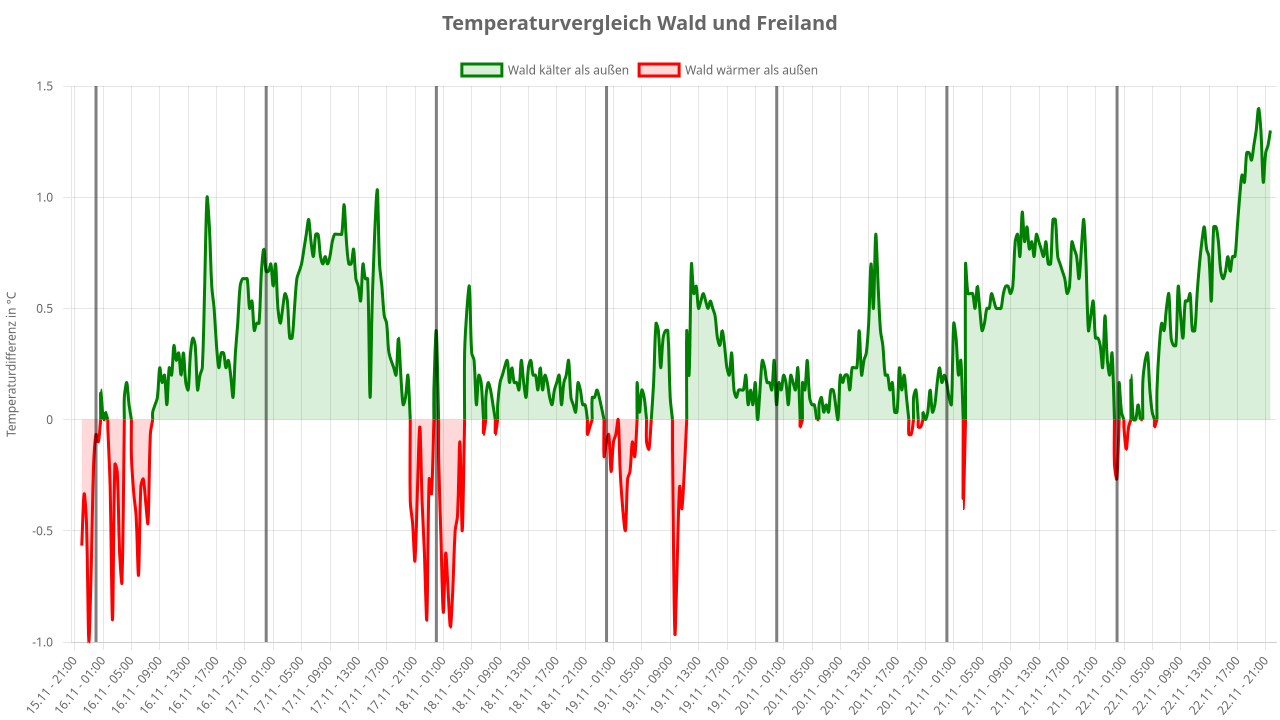 Temperaturvergleich Wald und Freiland
Wald kälter als außen Wald wärmer als außen
Temperaturdifferenz in °C
1.5
1.0
0.5
0
-0.5
-1.0
15.11 - 21:00
16.11 - 01:00
16.11 - 05:00
16.11 - 09:00
16.11 - 13:00
16.11 - 17:00
16.11 - 21:00
17.11 - 01:00
17.11 - 05:00
17.11 - 09:00
17.11 - 13:00
17.11 - 17:00
17.11 - 21:00
18.11 - 01:00
18.11 - 05:00
18.11 - 09:00
18.11 - 13:00
18.11 - 17:00
18.11 - 21:00
19.11 - 01:00
19.11 - 05:00
19.11 - 09:00
19.11 - 13:00
19.11 - 17:00
19.11 - 21:00
20.11 - 01:00
20.11 - 05:00
20.11 - 09:00
20.11 - 13:00
20.11 - 17:00
20.11 - 21:00
21.11 - 01:00
21.11 - 05:00
21.11 - 09:00
21.11 - 13:00
21.11 - 17:00
21.11 - 21:00
22.11 - 01:00
22.11 - 05:00
22.11 - 09:00
22.11 - 13:00
22.11 - 17:00
22.11 - 21:00